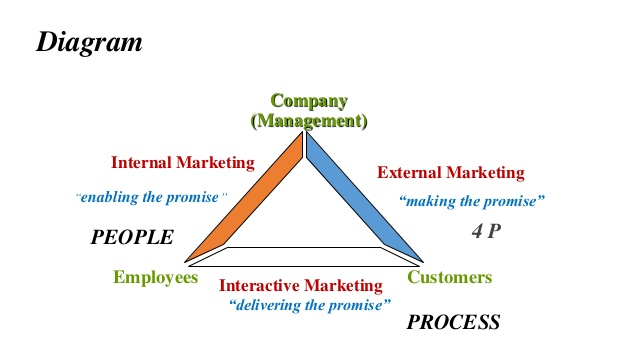 Diagram
Company
(Management)
Internal Marketing
External Marketing
“enabling the promise”
“making the promise”
PEOPLE
4 P
Employees
Interactive Marketing
Customers
“delivering the promise”
PROCESS